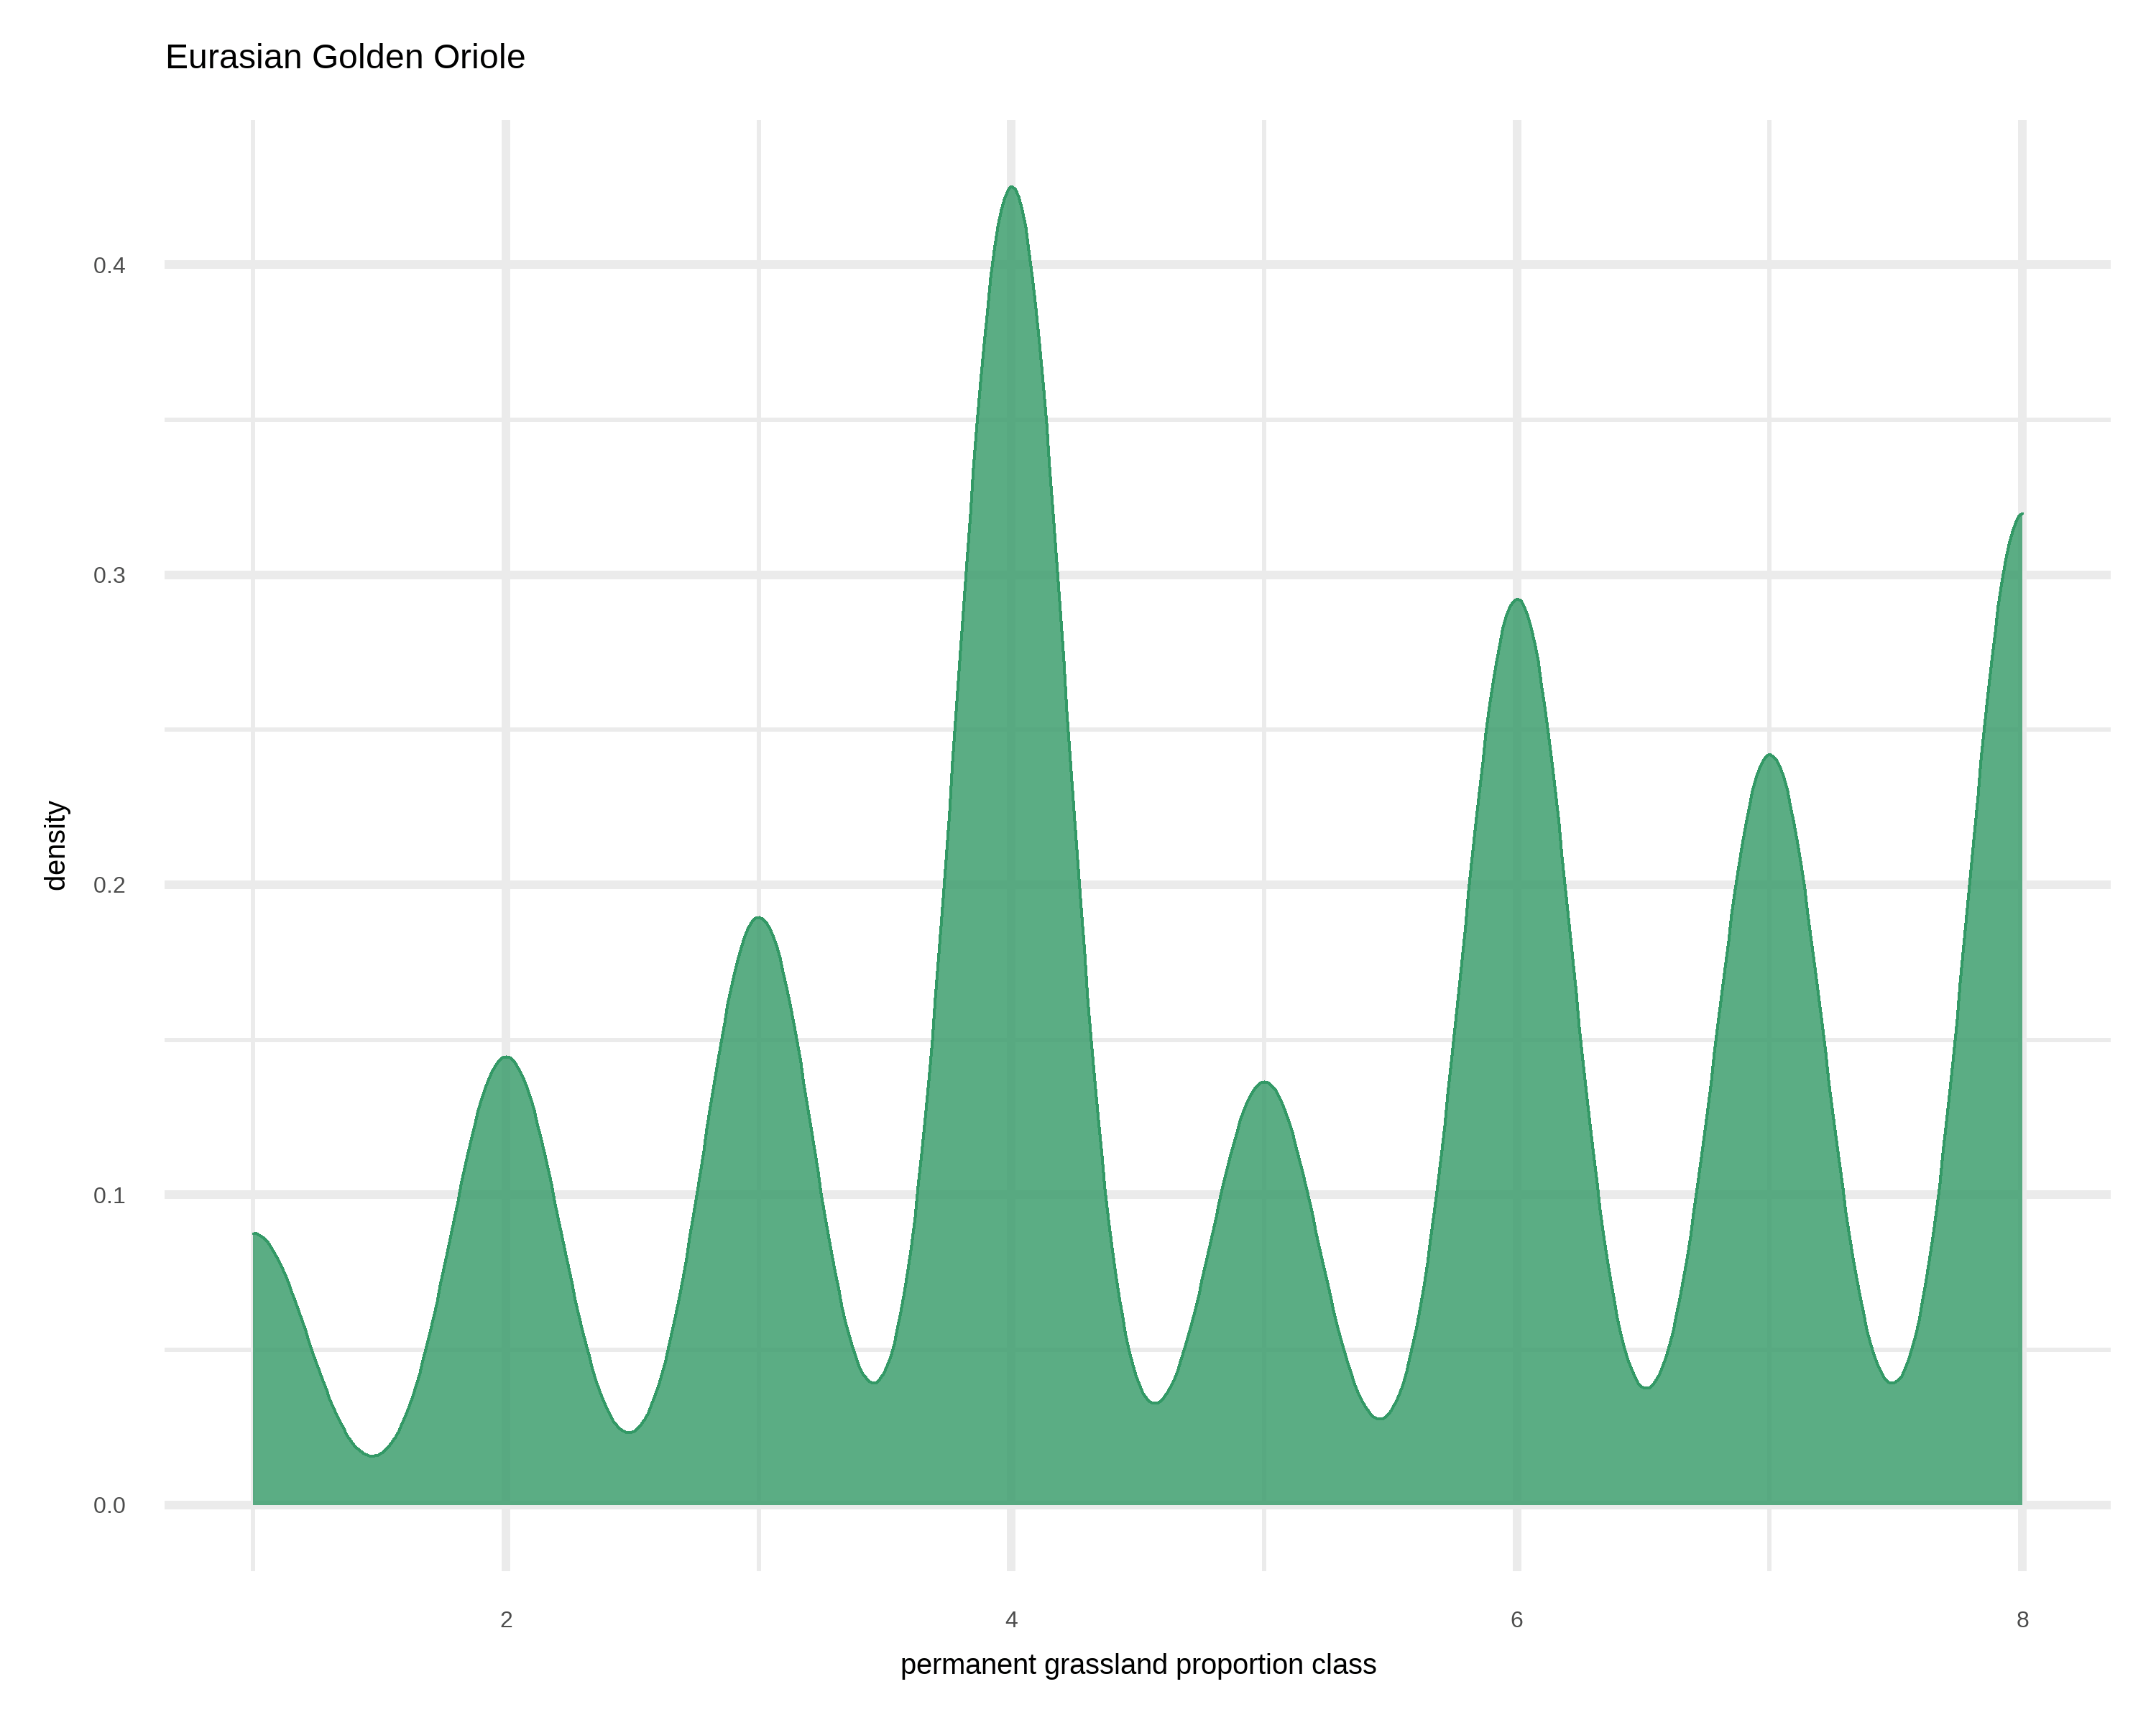 Eurasian Golden Oriole
density
0.4
0.3
0.2
0.1
0.0
2 4 6 8
permanent grassland proportion class